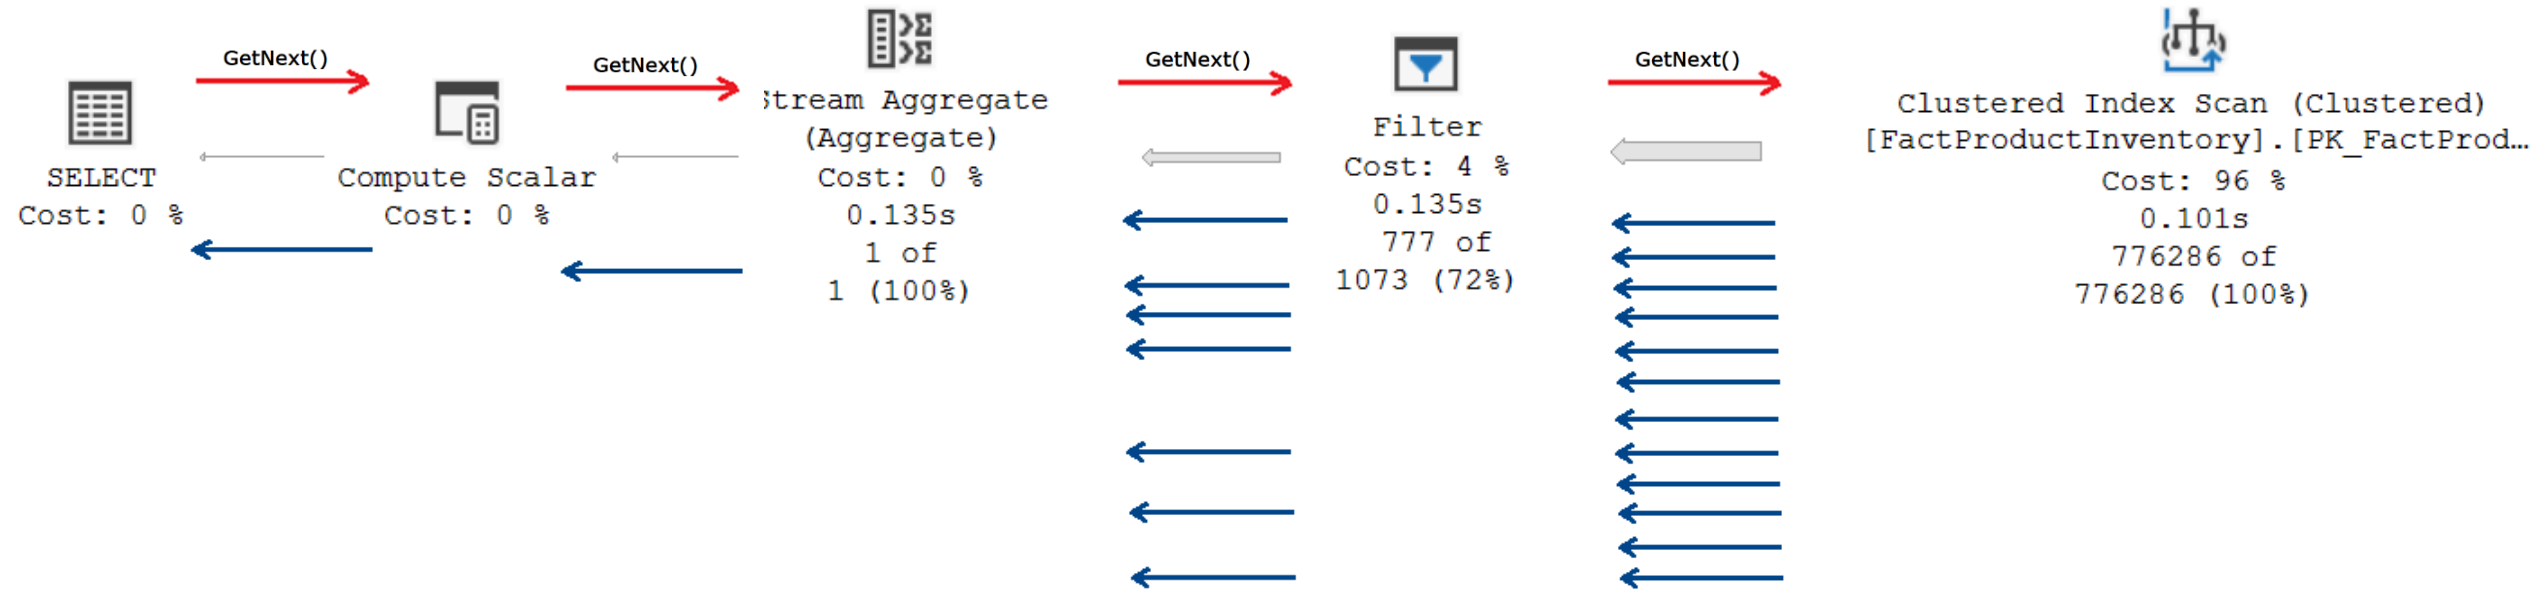 GetNext()
SELECT
Cost: 0 %
GetNext()
Compute Scalar
Cost: 0 %
Stream Aggregate
(Aggregate)
Cost: 0 %
0.135s
1 of
1 (100%)
GetNext()
Filter
Cost: 4 %
0.135s
777 of
1073 (72%)
GetNext()
Clustered Index Scan (Clustered)
[FactProductInventory].[PK_FactProd…
Cost: 96 %
0.101s
776286 of
776286 (100%)